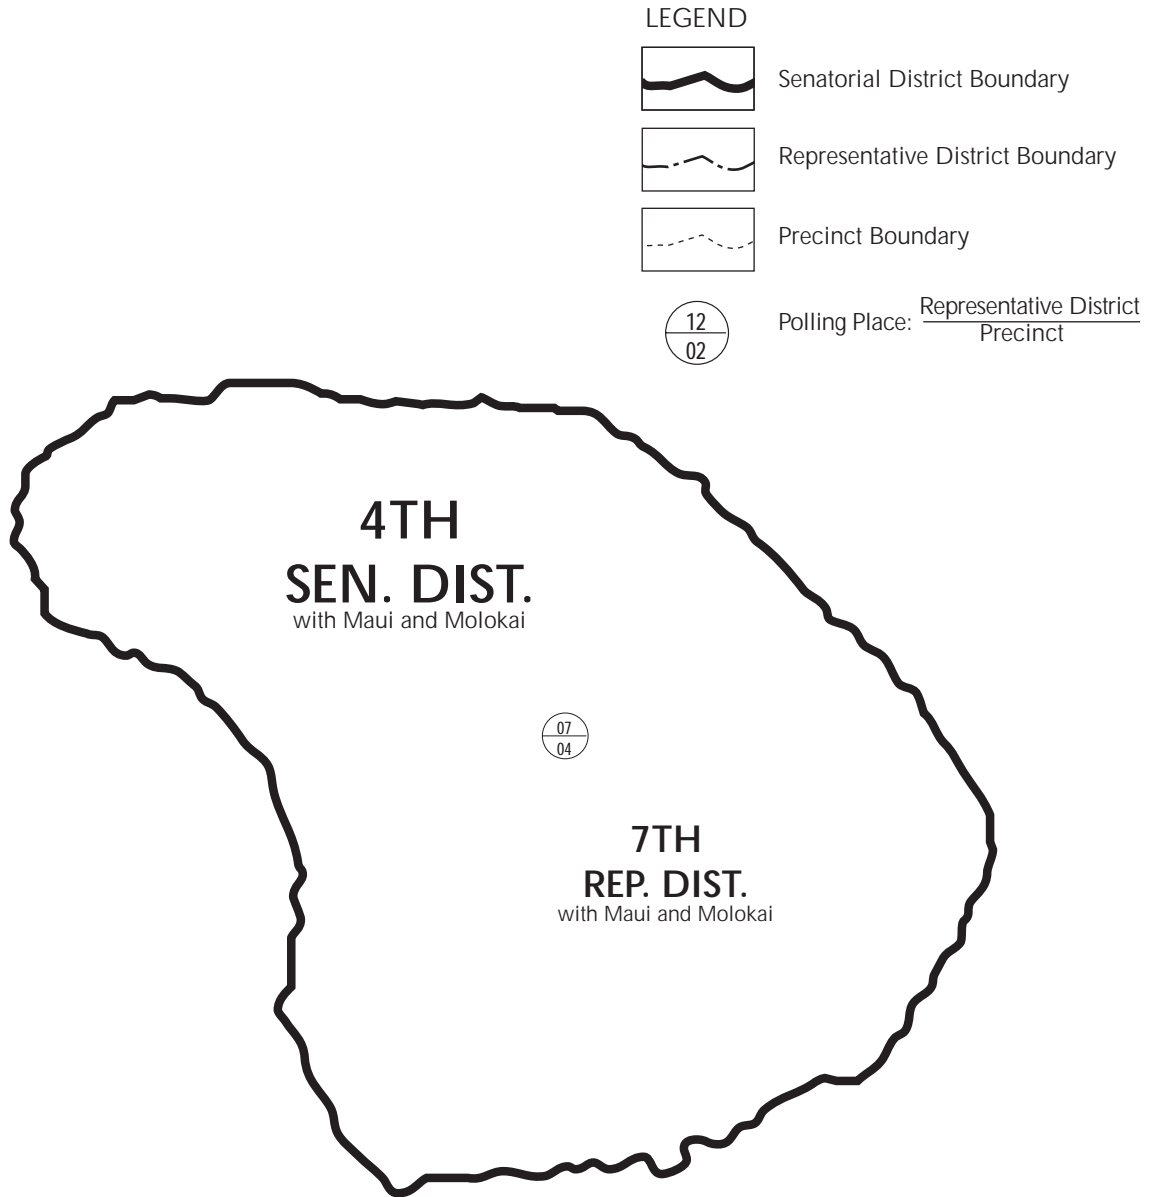 LEGEND
Senatorial District Boundary
Representative District Boundary
Precinct Boundary
12
02
Polling Place: Representative District
Precinct
4TH
SEN. DIST.
with Maui and Molokai
07
04
7TH
REP. DIST.
with Maui and Molokai